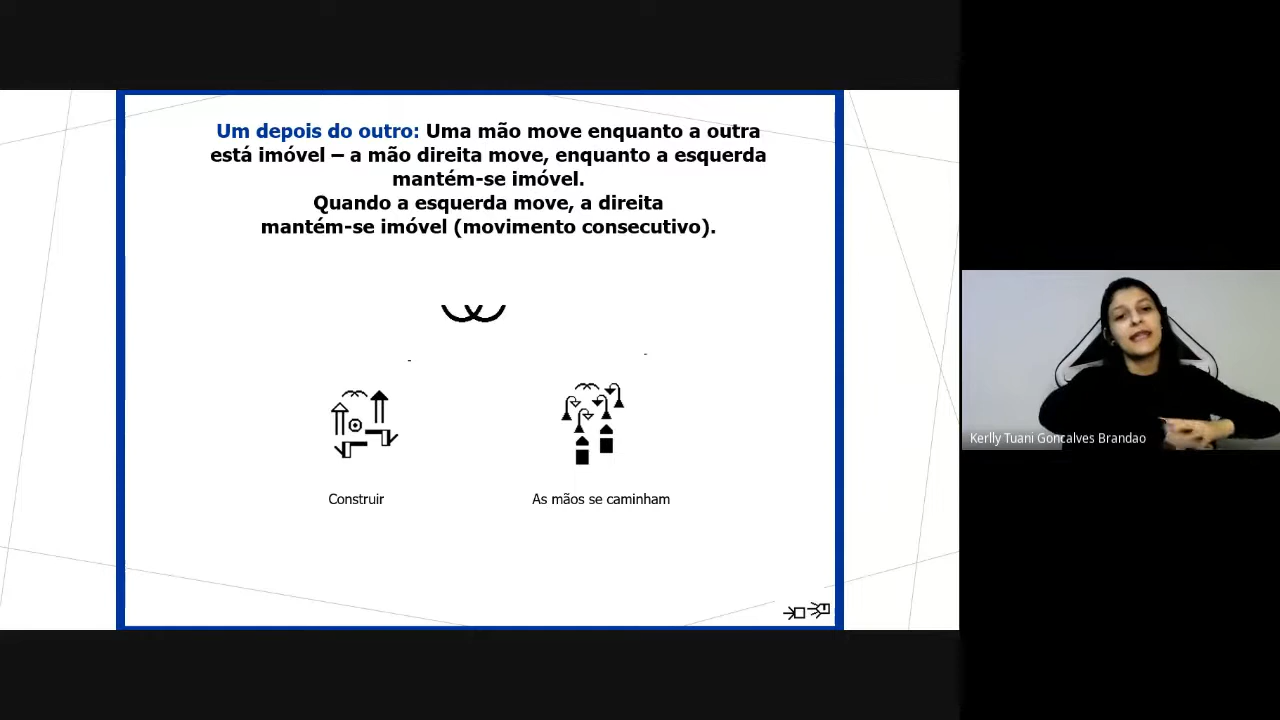 Um depois do outro: Uma mão move enquanto a outra
está imóvel – a mão direita move, enquanto a esquerda
mantém-se imóvel.
Quando a esquerda move, a direita
mantém-se imóvel (movimento consecutivo).
Construir
As mãos se caminham
Kerlly Tuani Goncalves Brandao